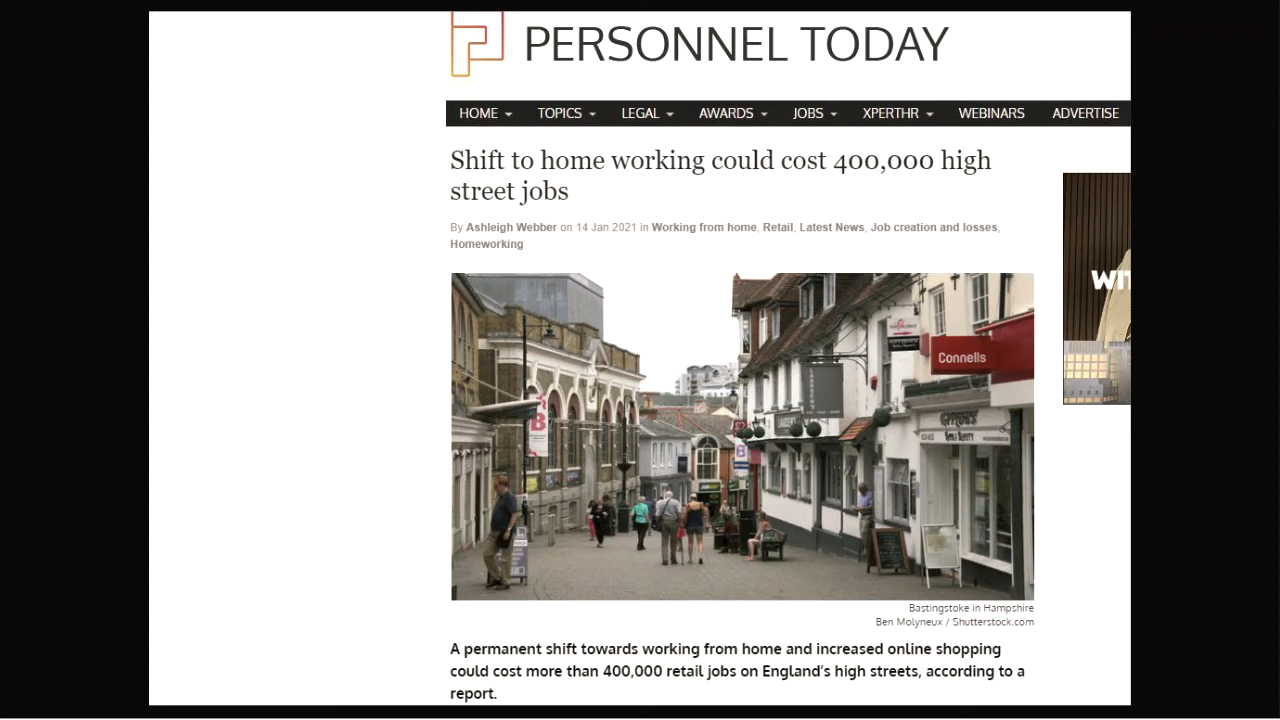 PERSONNEL TODAY
HOME TOPICS LEGAL AWARDS JOBS XPERTHR WEBINARS ADVERTISE
Shift to home working could cost 400,000 high
street jobs
By Ashleigh Webber on 14 Jan 2021 in Working from home, Retail, Latest News, Job creation and losses,
Homeworking
WIT
Connells
B
Bastingstoke in Hampshire
Ben Molyneux / Shutterstock.com
A permanent shift towards working from home and increased online shopping
could cost more than 400,000 retail jobs on England's high streets, according to a
report.